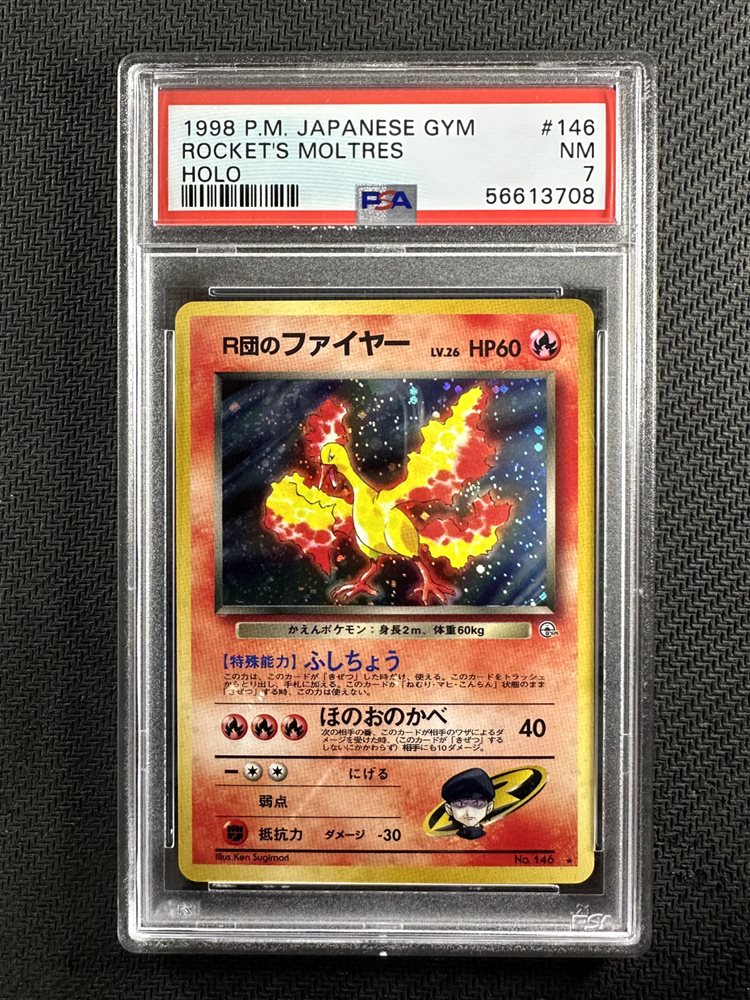 1998 P.M. JAPANESE GYM #146
ROCKET'S MOLTRES NM
HOLO 7
PSA 56613708
R団のファイヤー LV.26 HP60
かえんポケモン:身長2m、体重60kg
【特殊能力】ふしちょう
この力は、このカードが「きぜつ」した時だけ、使える。このカードをトラッシュ
からとり出し、手札に加える。このカードが「ねむり・マヒ・こんらん」状態のまま
「きぜつ」する時、この力は使えない。
ほのおのかべ 40
次の相手の番、このカードが相手のワザによるダ
メージを受けた時、(このカードが「きぜつ」する
しないにかかわらず)相手にも10ダメージ。
にげる
弱点
抵抗力 ダメージ -30
Illus.Ken Sugimori No.146 ★